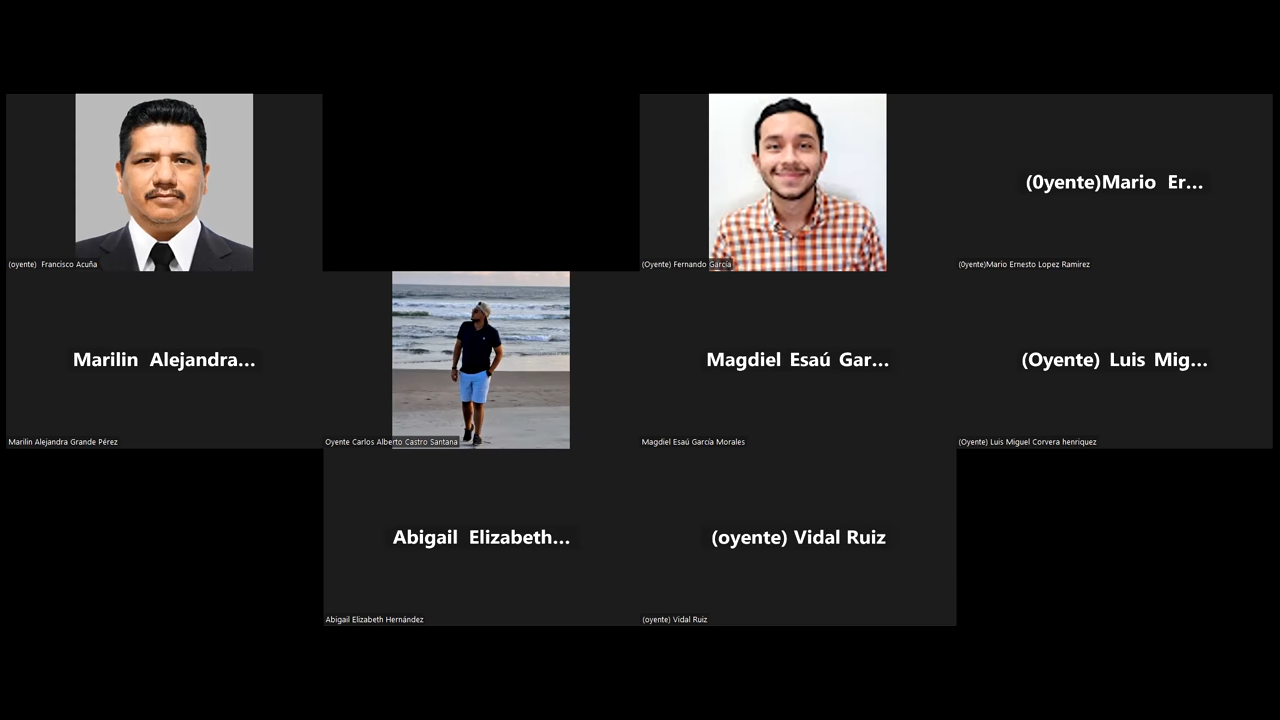 (oyente) Francisco Acuña
(Oyente) Fernando García
(0yente)Mario Er...
(0yente)Mario Ernesto Lopez Ramirez
Marilin Alejandra...
Marilin Alejandra Grande Pérez
Oyente Carlos Alberto Castro Santana
Magdiel Esaú Gar...
Magdiel Esaú García Morales
(Oyente) Luis Mig...
(Oyente) Luis Miguel Corvera henriquez
Abigail Elizabeth...
Abigail Elizabeth Hernández
(oyente) Vidal Ruiz
(oyente) Vidal Ruiz